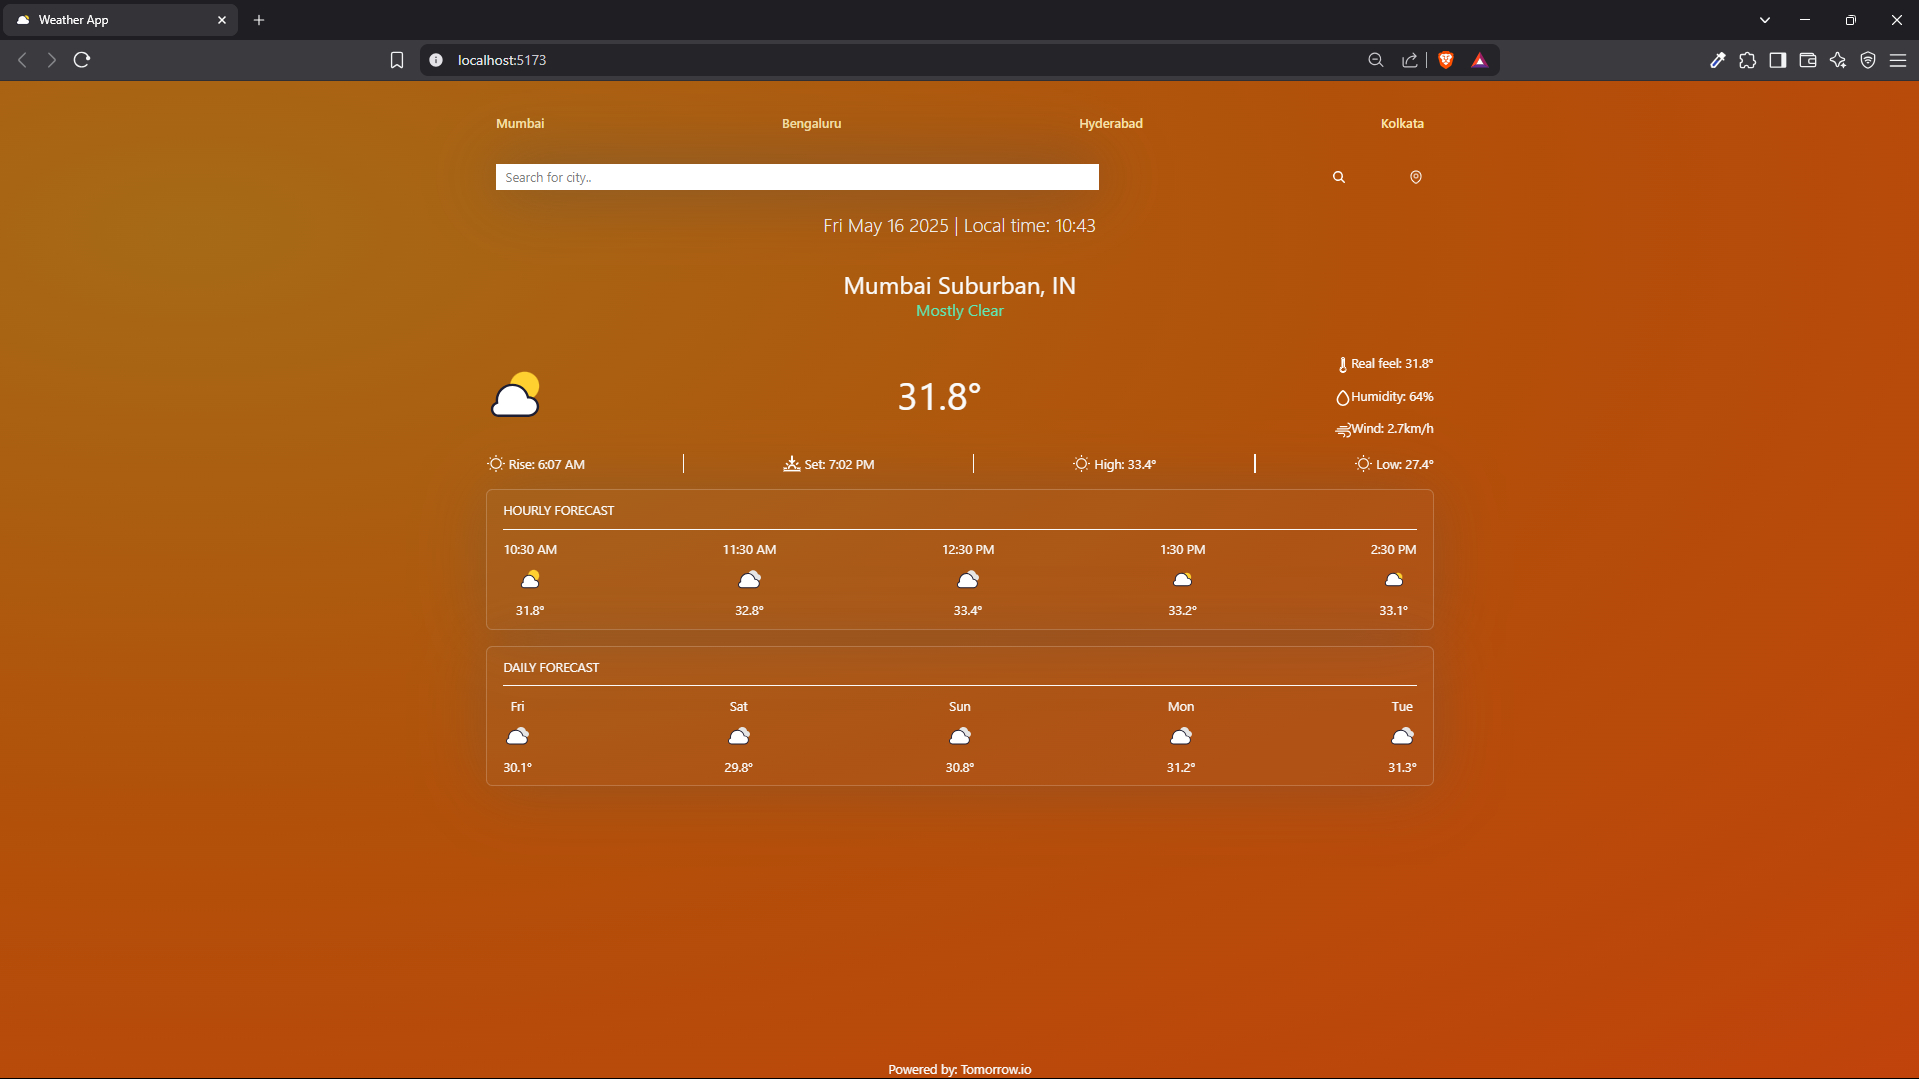 Weather App
localhost:5173
Mumbai Bengaluru Hyderabad Kolkata
Search for city..
Fri May 16 2025 | Local time: 10:43
Mumbai Suburban, IN
Mostly Clear
Real feel: 31.8°
31.8°
Humidity: 64%
Wind: 2.7km/h
Rise: 6:07 AM Set: 7:02 PM High: 33.4° Low: 27.4°
HOURLY FORECAST
10:30 AM 11:30 AM 12:30 PM 1:30 PM 2:30 PM
31.8° 32.8° 33.4° 33.2° 33.1°
DAILY FORECAST
Fri Sat Sun Mon Tue
30.1° 29.8° 30.8° 31.2° 31.3°
Powered by: Tomorrow.io